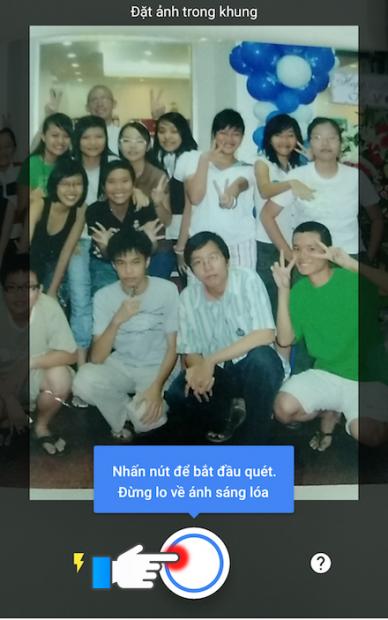 Đặt ảnh trong khung
Nhấn nút để bắt đầu quét.
Đừng lo về ánh sáng lóa
?